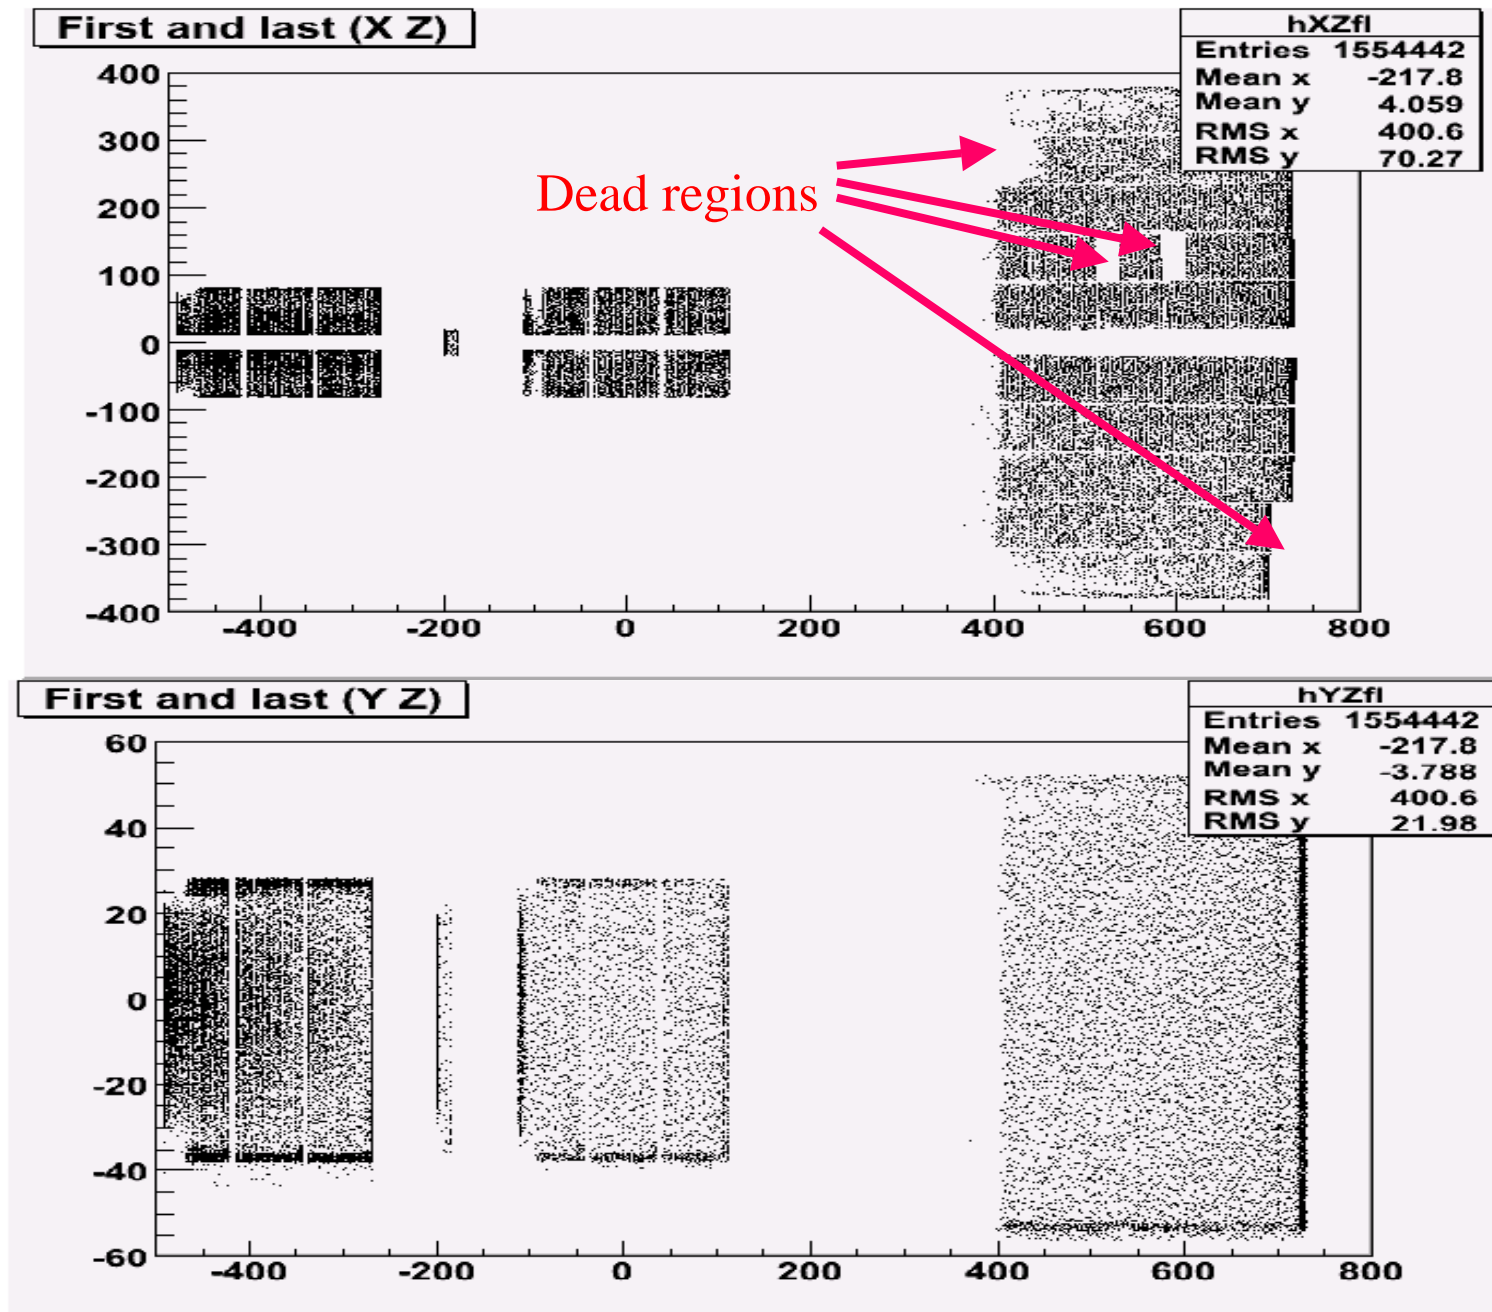 First and last (X Z)
hXZfl
Entries 1554442
Mean x -217.8
Mean y 4.059
RMS x 400.6
RMS y 70.27
400
300
200
100
0
-100
-200
-300
-400
Dead regions
-400 -200 0 200 400 600 800
First and last (Y Z)
hYZfl
Entries 1554442
Mean x -217.8
Mean y -3.788
RMS x 400.6
RMS y 21.98
60
40
20
0
-20
-40
-60
-400 -200 0 200 400 600 800